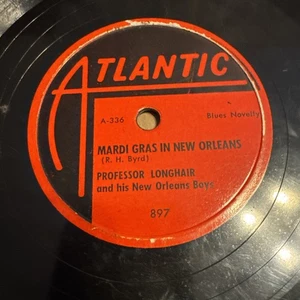 ATLANTIC
A-336 Blues Novelty
MARDI GRAS IN NEW ORLEANS
(R. H. Byrd)
PROFESSOR LONGHAIR
and his New Orleans Boys
897